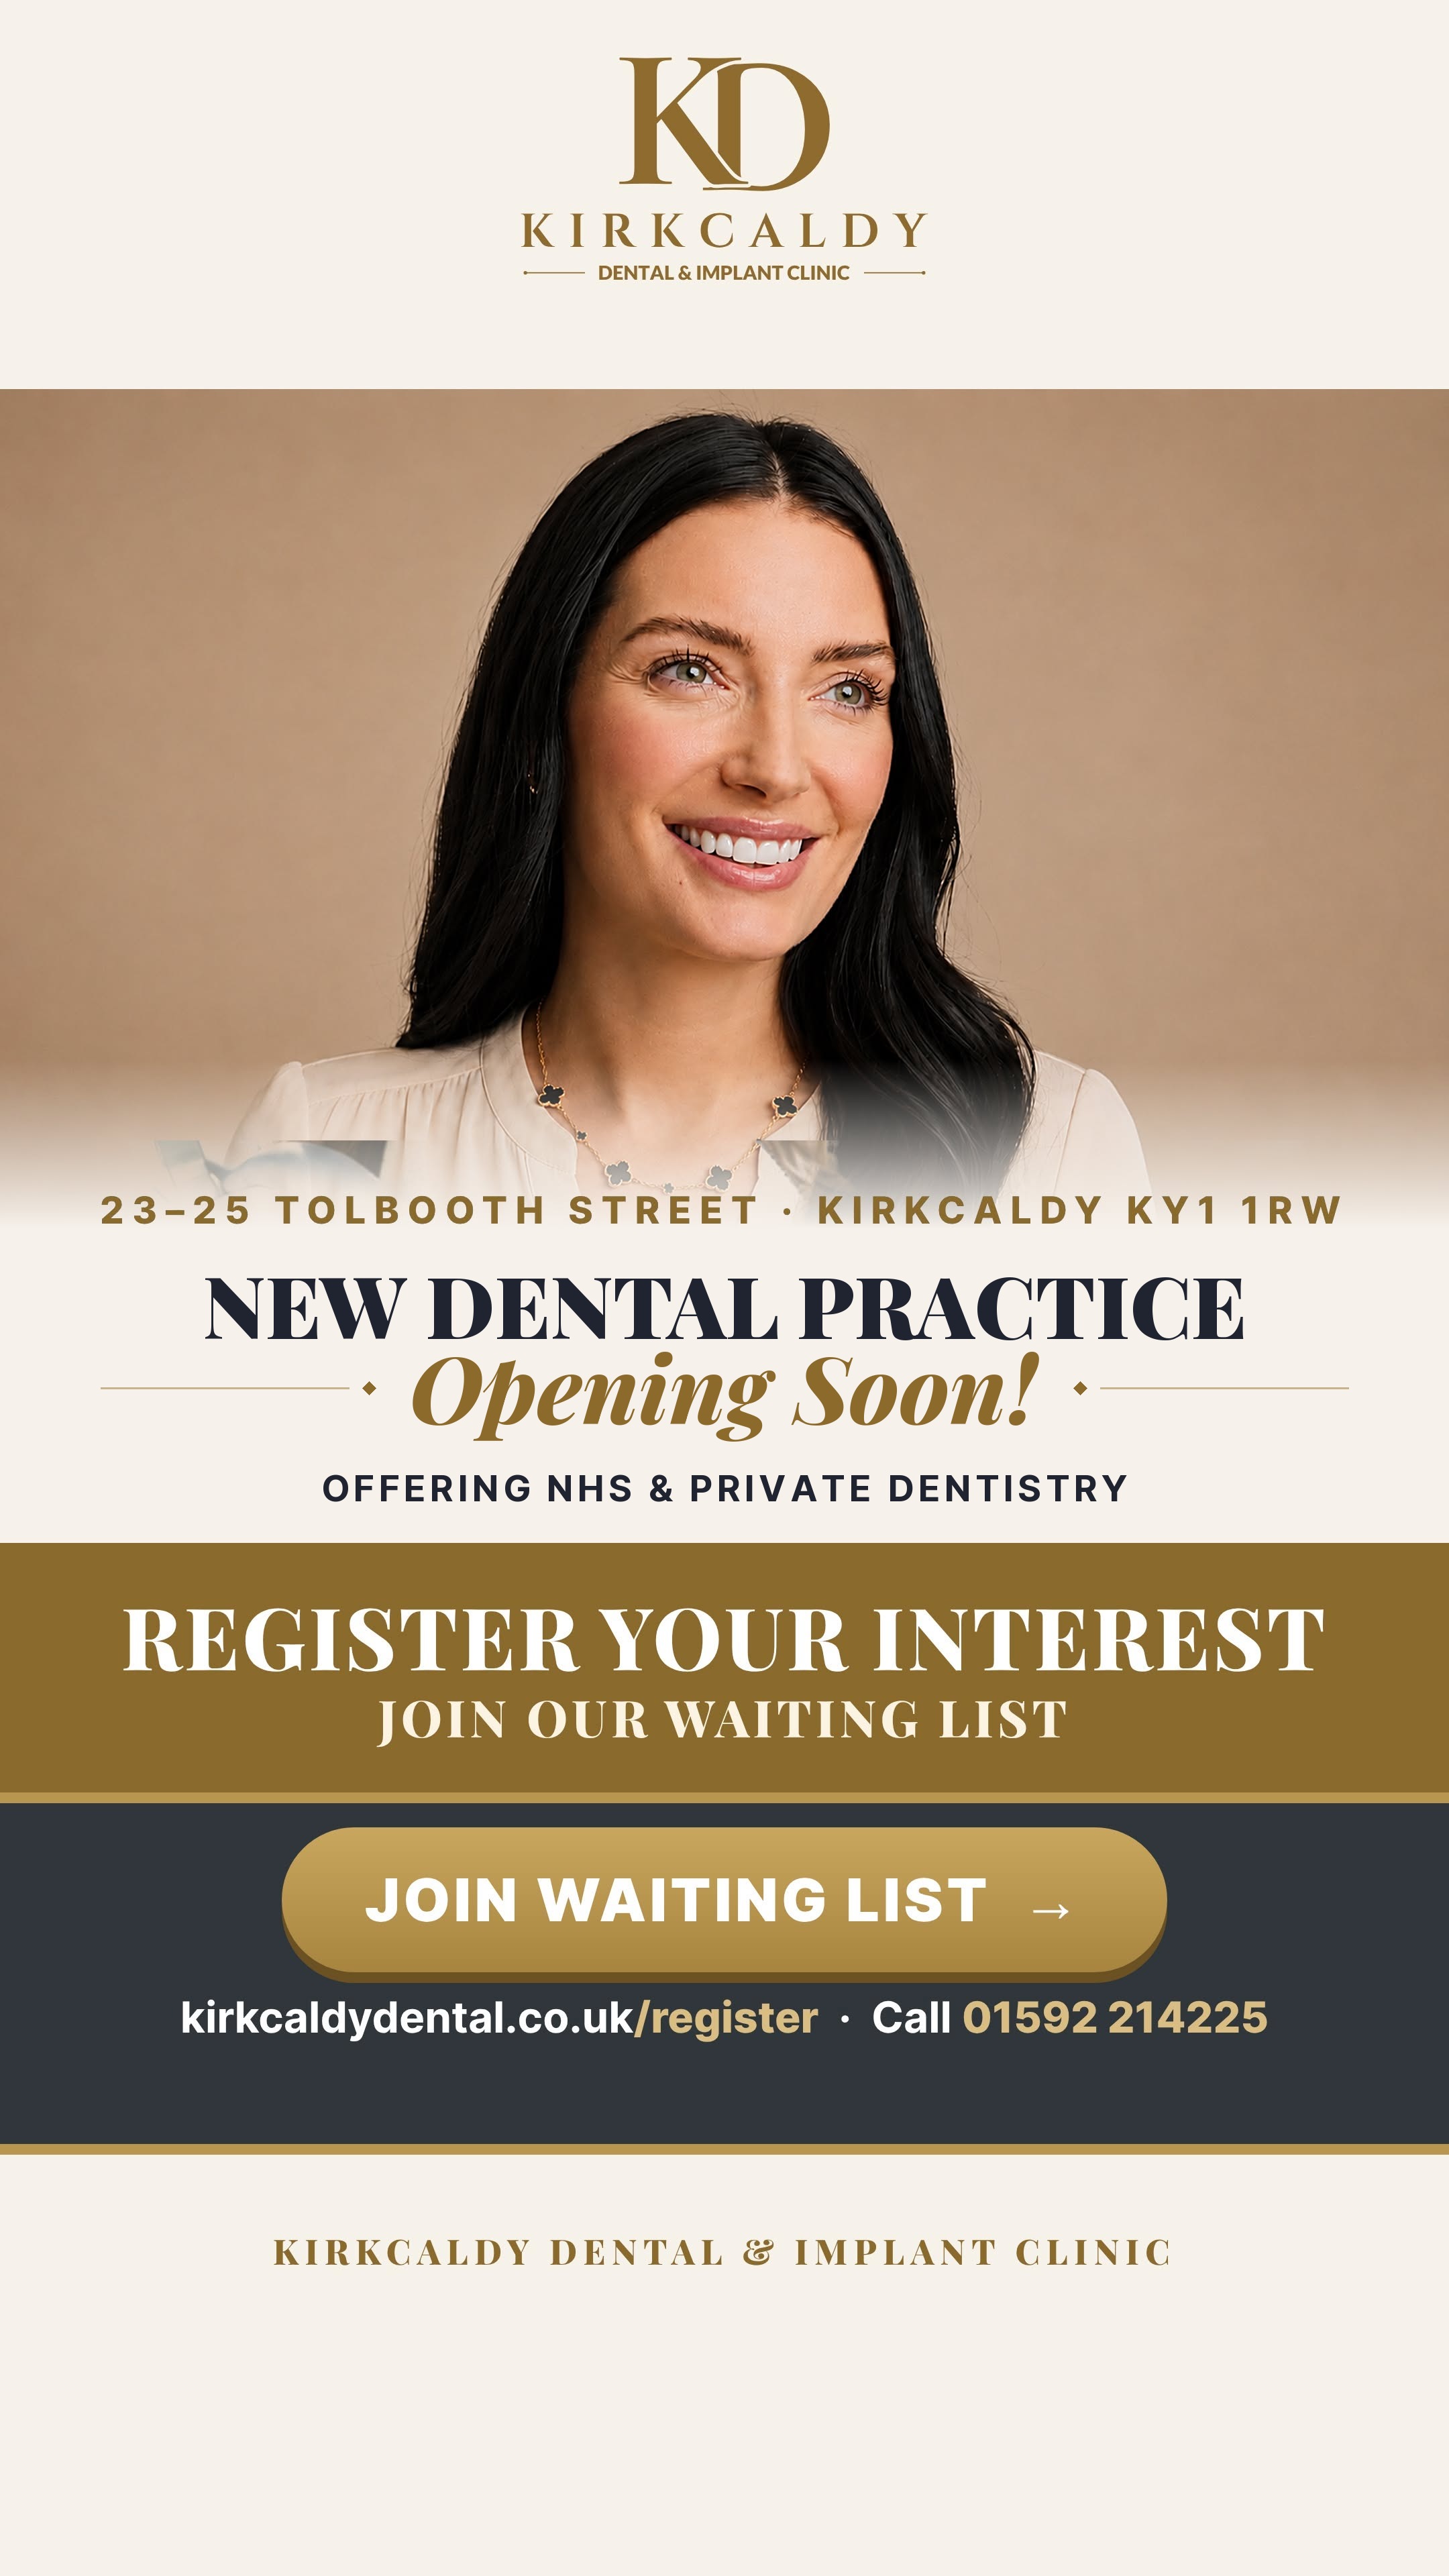 KD
KIRKCALDY
DENTAL & IMPLANT CLINIC
23–25 TOLBOOTH STREET · KIRKCALDY KY1 1RW
NEW DENTAL PRACTICE
Opening Soon!
OFFERING NHS & PRIVATE DENTISTRY
REGISTER YOUR INTEREST
JOIN OUR WAITING LIST
JOIN WAITING LIST →
kirkcaldydental.co.uk/register · Call 01592 214225
KIRKCALDY DENTAL & IMPLANT CLINIC